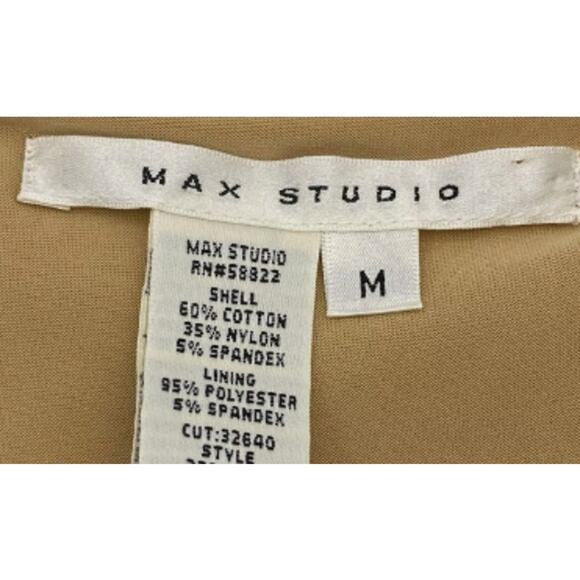 MAX STUDIO
M
MAX STUDIO
RN#58822
SHELL
60% COTTON
35% NYLON
5% SPANDEX
LINING
95% POLYESTER
5% SPANDEX
CUT:32640
STYLE